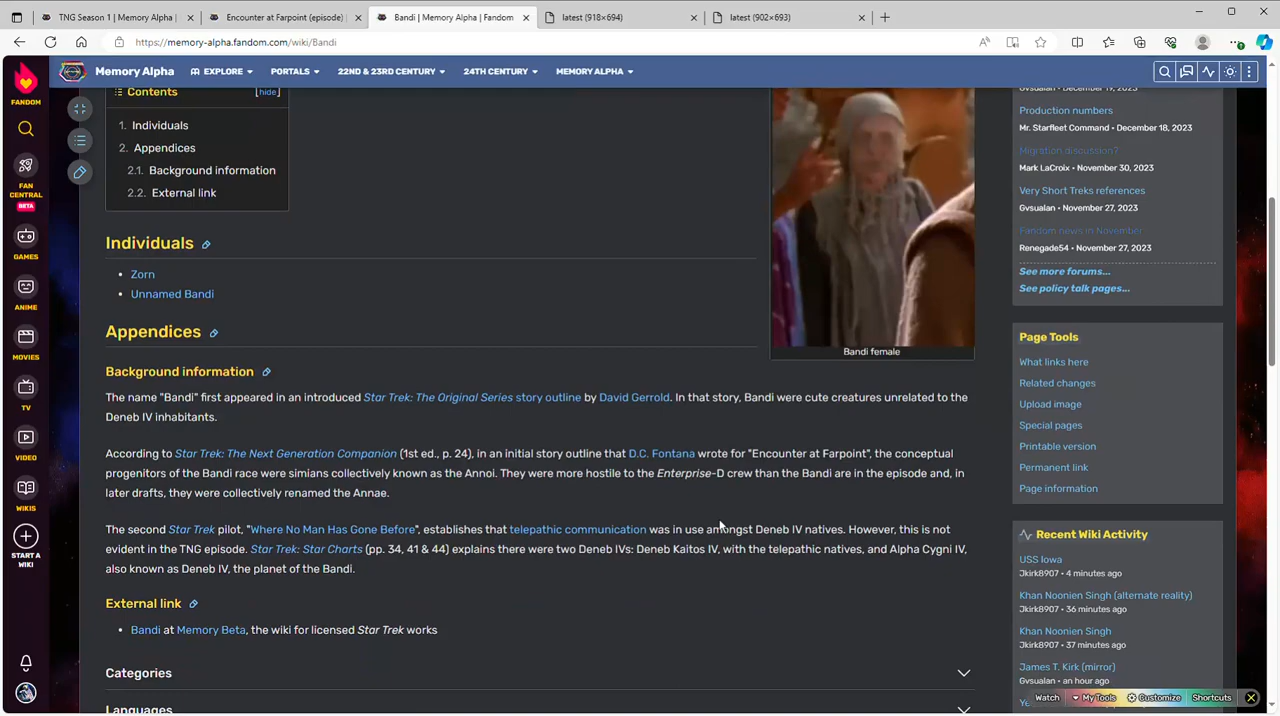 TNG Season 1 | Memory Alpha |
Encounter at Farpoint (episode) |
Bandi | Memory Alpha | Fandom
latest (918×694)
latest (902×693)
https://memory-alpha.fandom.com/wiki/Bandi
FANDOM
FAN CENTRAL
BETA
GAMES
ANIME
MOVIES
TV
VIDEO
WIKIS
START A WIKI
Memory Alpha
EXPLORE
PORTALS
22ND & 23RD CENTURY
24TH CENTURY
MEMORY ALPHA
Contents [hide]
1. Individuals
2. Appendices
2.1. Background information
2.2. External link
Bandi female
Individuals
• Zorn
• Unnamed Bandi
Appendices
Background information
The name "Bandi" first appeared in an introduced Star Trek: The Original Series story outline by David Gerrold. In that story, Bandi were cute creatures unrelated to the
Deneb IV inhabitants.
According to Star Trek: The Next Generation Companion (1st ed., p. 24), in an initial story outline that D.C. Fontana wrote for "Encounter at Farpoint", the conceptual
progenitors of the Bandi race were simians collectively known as the Annoi. They were more hostile to the Enterprise-D crew than the Bandi are in the episode and, in
later drafts, they were collectively renamed the Annae.
The second Star Trek pilot, "Where No Man Has Gone Before", establishes that telepathic communication was in use amongst Deneb IV natives. However, this is not
evident in the TNG episode. Star Trek: Star Charts (pp. 34, 41 & 44) explains there were two Deneb IVs: Deneb Kaitos IV, with the telepathic natives, and Alpha Cygni IV,
also known as Deneb IV, the planet of the Bandi.
External link
• Bandi at Memory Beta, the wiki for licensed Star Trek works
Categories
Languages
Gvsualan • December 19, 2023
Production numbers
Mr. Starfleet Command • December 18, 2023
Migration discussion?
Mark LaCroix • November 30, 2023
Very Short Treks references
Gvsualan • November 27, 2023
Fandom news in November
Renegade54 • November 27, 2023
See more forums...
See policy talk pages...
Page Tools
What links here
Related changes
Upload image
Special pages
Printable version
Permanent link
Page information
Recent Wiki Activity
USS Iowa
Jkirk8907 • 4 minutes ago
Khan Noonien Singh (alternate reality)
Jkirk8907 • 36 minutes ago
Khan Noonien Singh
Jkirk8907 • 37 minutes ago
James T. Kirk (mirror)
Gvsualan • an hour ago
Watch
My Tools
Customize
Shortcuts